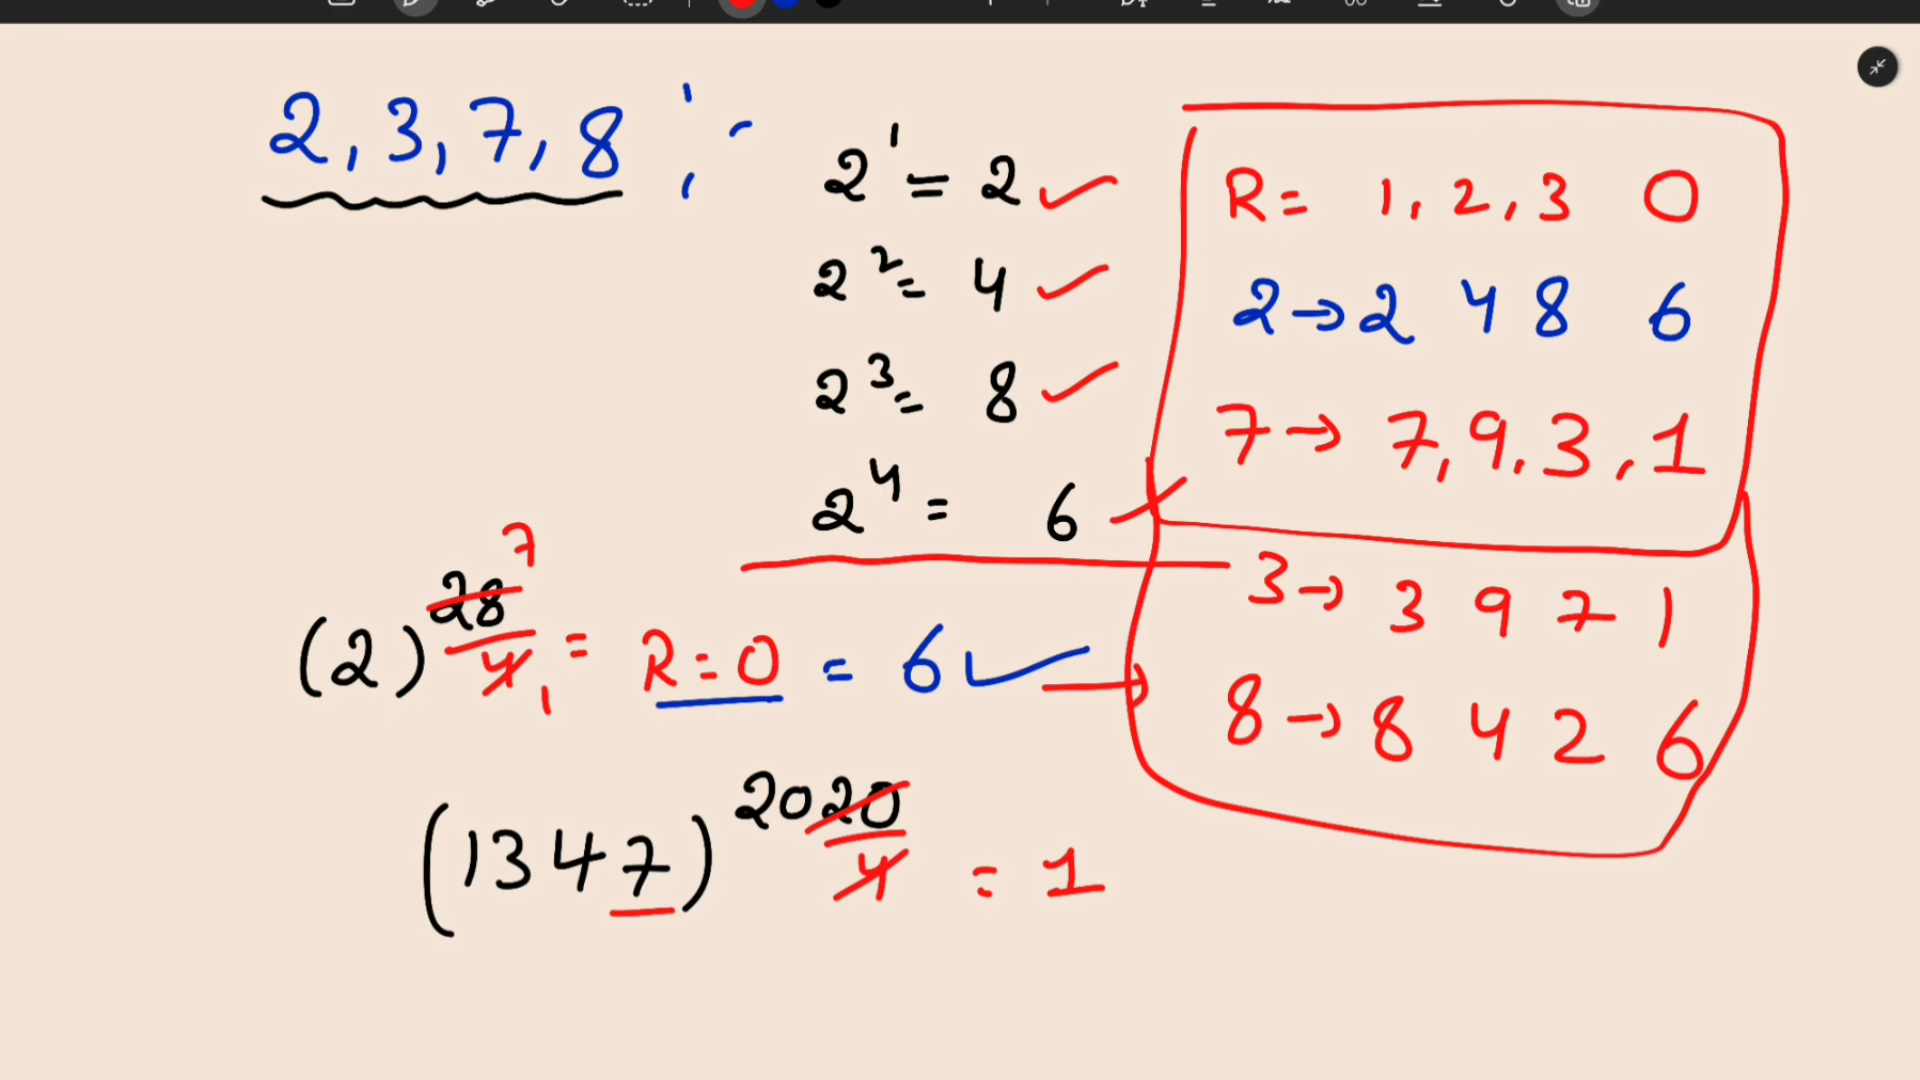 2, 3, 7, 8 :-
2¹ = 2 ✓
2² = 4 ✓
2³ = 8 ✓
2⁴ = 6 ✓
R = 1, 2, 3 0
2 → 2 4 8 6
7 → 7, 9, 3, 1
3 → 3 9 7 1
8 → 8 4 2 6
7
(2)^28/4 = R = 0 = 6 ✓ →
1
(1347)^2020/4 = 1